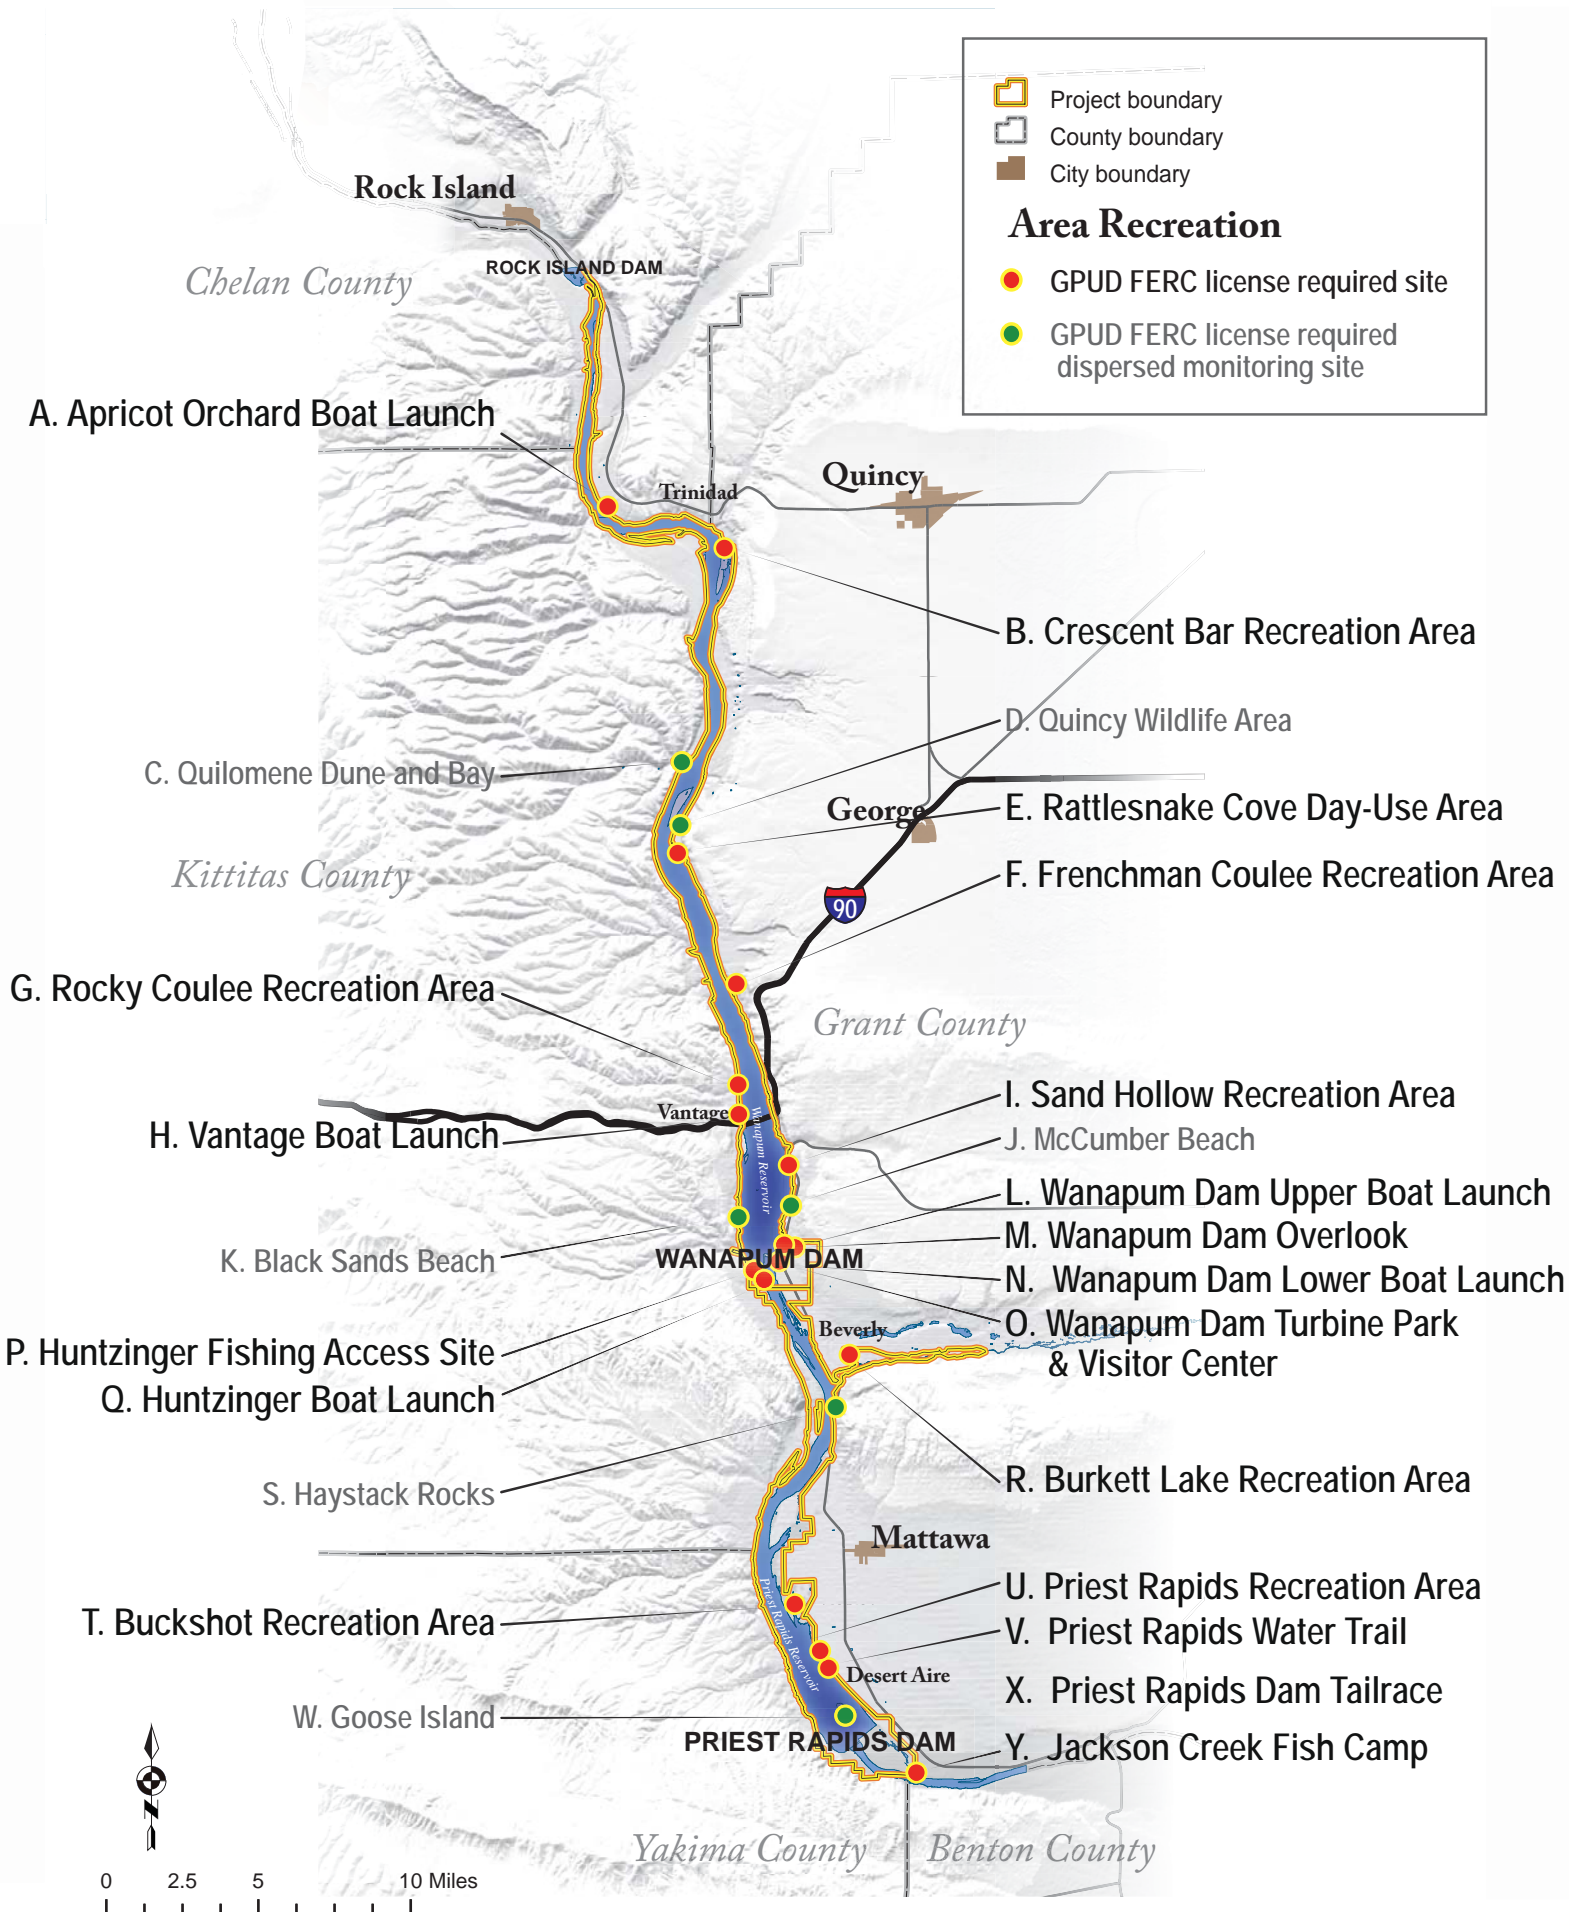 Project boundary
County boundary
City boundary
Area Recreation
GPUD FERC license required site
GPUD FERC license required
dispersed monitoring site
Rock Island
ROCK ISLAND DAM
Chelan County
A. Apricot Orchard Boat Launch
Quincy
Trinidad
B. Crescent Bar Recreation Area
D. Quincy Wildlife Area
C. Quilomene Dune and Bay
George
E. Rattlesnake Cove Day-Use Area
Kittitas County
F. Frenchman Coulee Recreation Area
90
G. Rocky Coulee Recreation Area
Grant County
I. Sand Hollow Recreation Area
Vantage
Wanapum Reservoir
H. Vantage Boat Launch
J. McCumber Beach
L. Wanapum Dam Upper Boat Launch
M. Wanapum Dam Overlook
K. Black Sands Beach
WANAPUM DAM
N. Wanapum Dam Lower Boat Launch
O. Wanapum Dam Turbine Park
& Visitor Center
Beverly
P. Huntzinger Fishing Access Site
Q. Huntzinger Boat Launch
R. Burkett Lake Recreation Area
S. Haystack Rocks
Mattawa
U. Priest Rapids Recreation Area
Priest Rapids Reservoir
T. Buckshot Recreation Area
V. Priest Rapids Water Trail
Desert Aire
X. Priest Rapids Dam Tailrace
W. Goose Island
PRIEST RAPIDS DAM
Y. Jackson Creek Fish Camp
N
Yakima County
Benton County
0 2.5 5 10 Miles